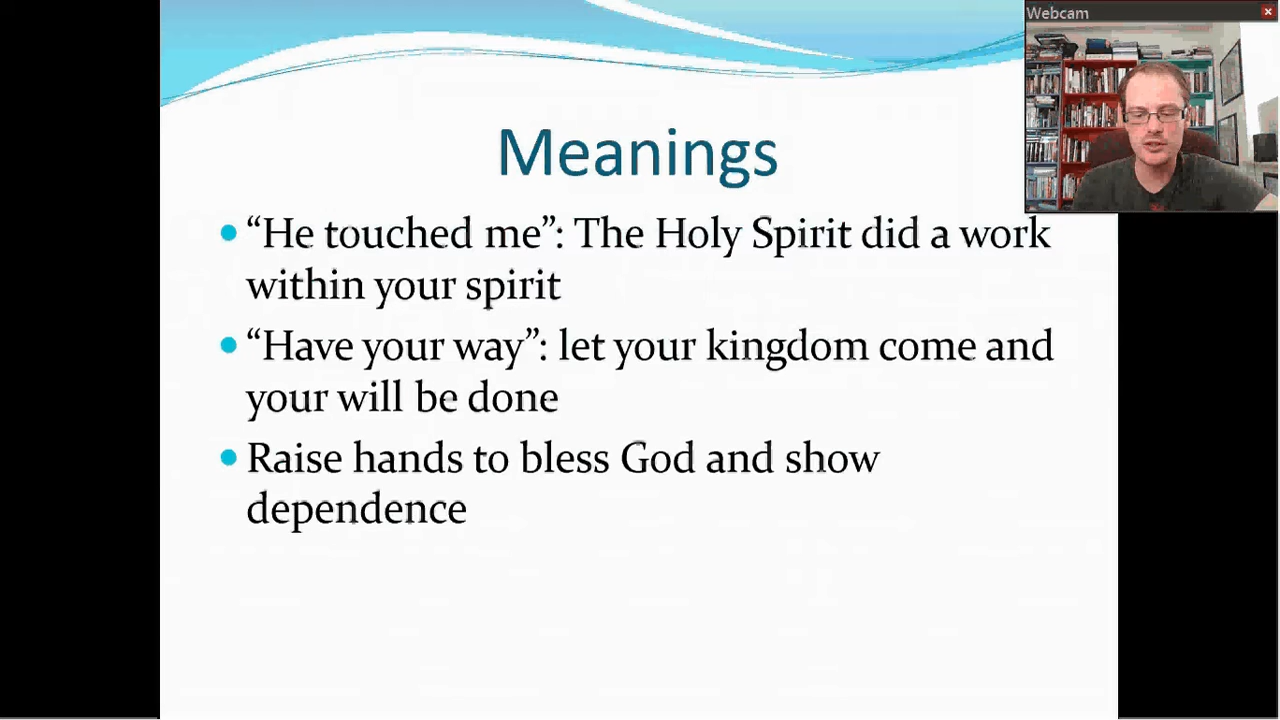 Webcam
Meanings
“He touched me”: The Holy Spirit did a work
within your spirit
“Have your way”: let your kingdom come and
your will be done
Raise hands to bless God and show
dependence